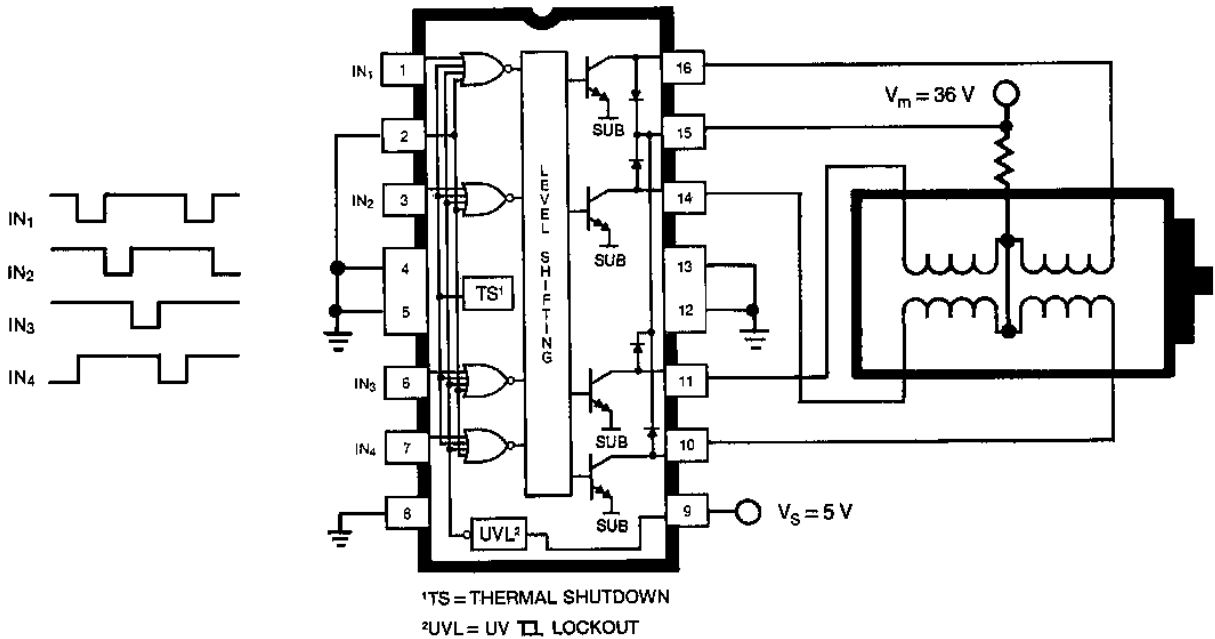 IN1
IN2
IN3
IN4
IN1
IN2
IN3
IN4
1
2
3
4
5
6
7
8
TS¹
UVL²
LEVEL SHIFTING
SUB
SUB
SUB
SUB
16
15
14
13
12
11
10
9
Vm = 36 V
VS = 5 V
¹TS = THERMAL SHUTDOWN
²UVL = UV LOCKOUT